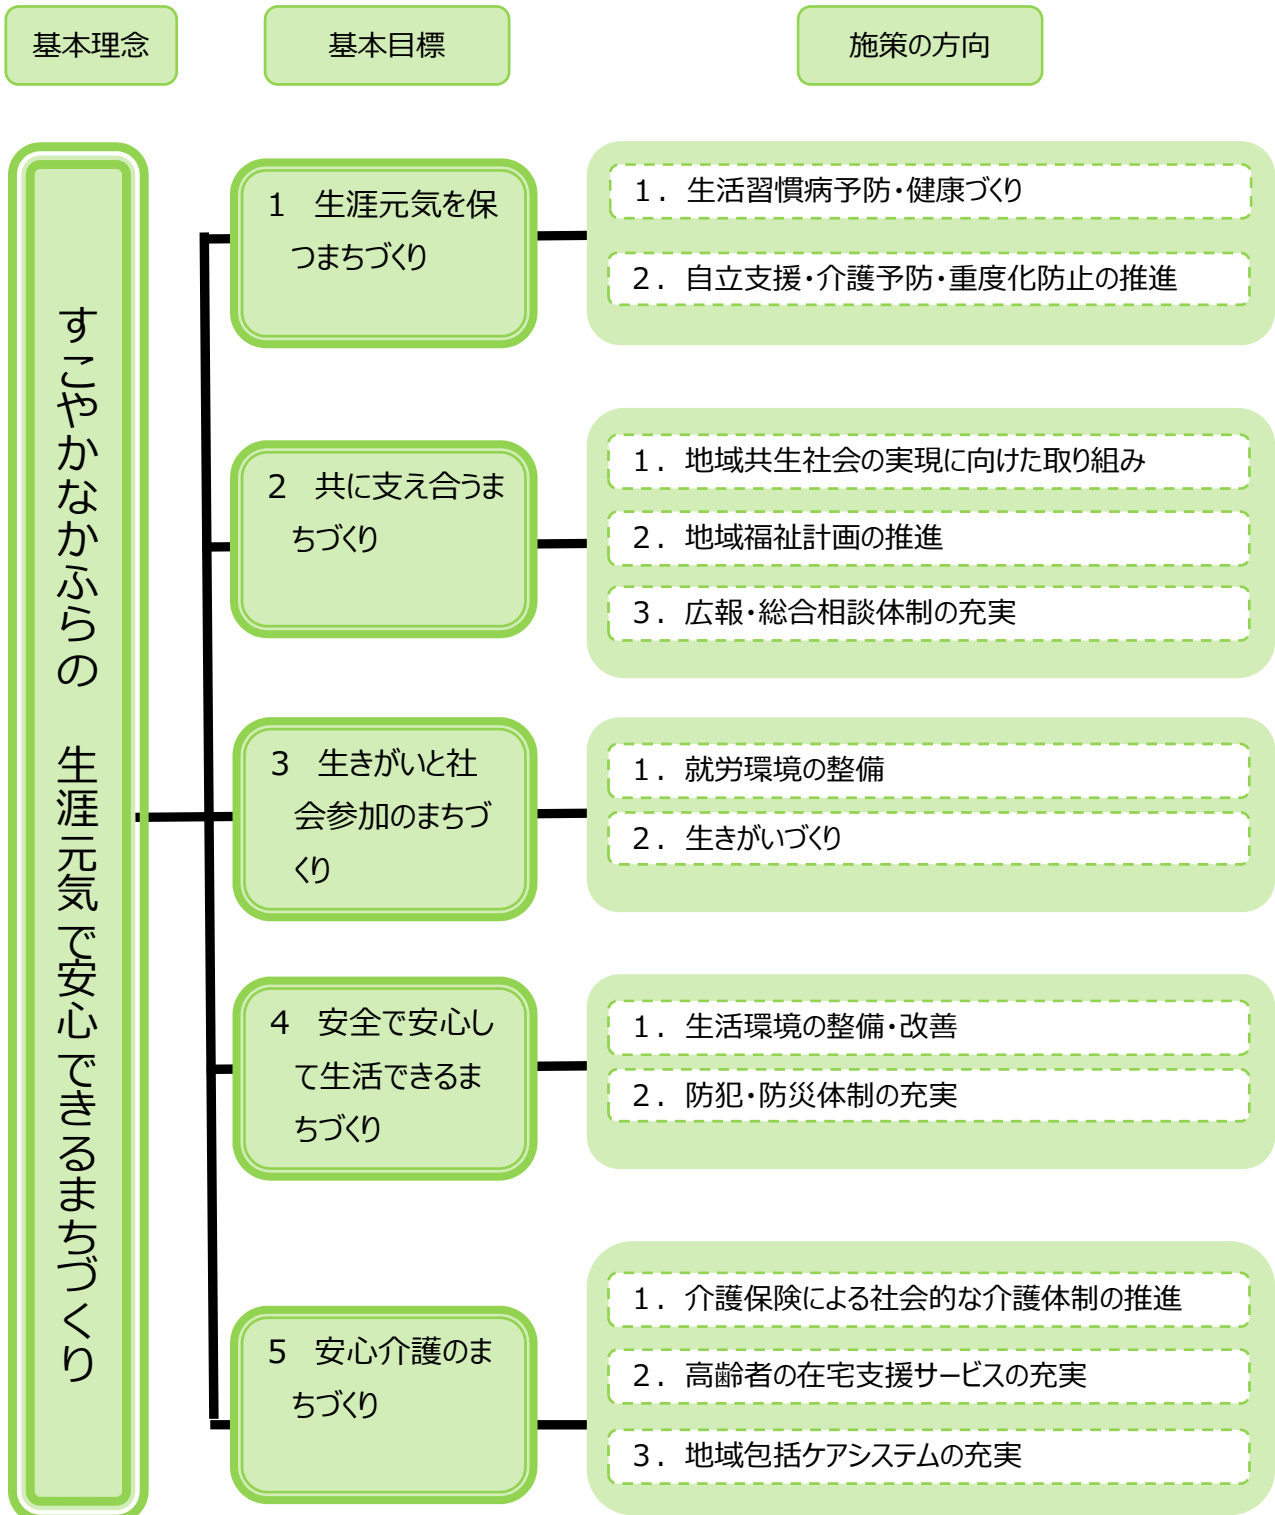 基本理念
基本目標
施策の方向
すこやかなかふらの　生涯元気で安心できるまちづくり
1　生涯元気を保
つまちづくり
1．生活習慣病予防・健康づくり
2．自立支援・介護予防・重度化防止の推進
2　共に支え合うま
ちづくり
1．地域共生社会の実現に向けた取り組み
2．地域福祉計画の推進
3．広報・総合相談体制の充実
3　生きがいと社
会参加のまちづ
くり
1．就労環境の整備
2．生きがいづくり
4　安全で安心し
て生活できるま
ちづくり
1．生活環境の整備・改善
2．防犯・防災体制の充実
5　安心介護のま
ちづくり
1．介護保険による社会的な介護体制の推進
2．高齢者の在宅支援サービスの充実
3．地域包括ケアシステムの充実